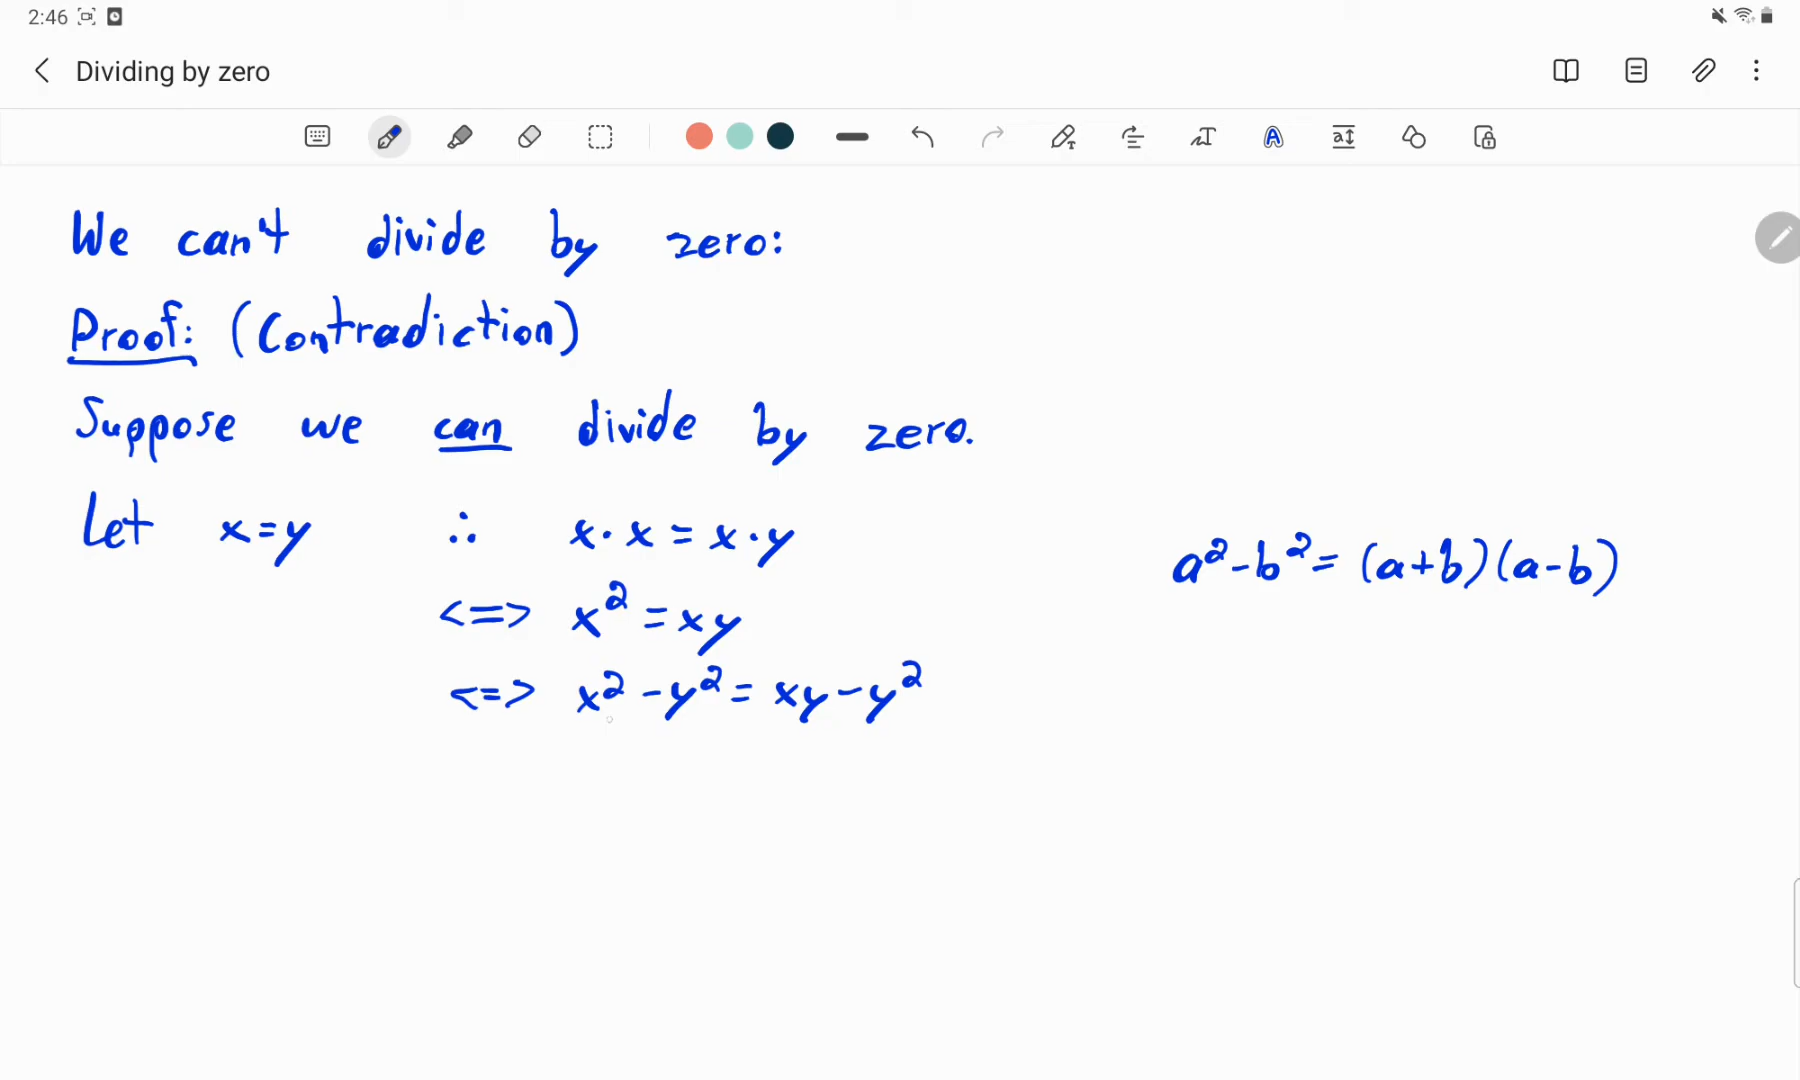 2:46
Dividing by zero
We can't divide by zero:
Proof: (Contradiction)
Suppose we can divide by zero.
Let x=y ∴ x·x = x·y
a²-b² = (a+b)(a-b)
<=> x² = xy
<=> x² - y² = xy - y²